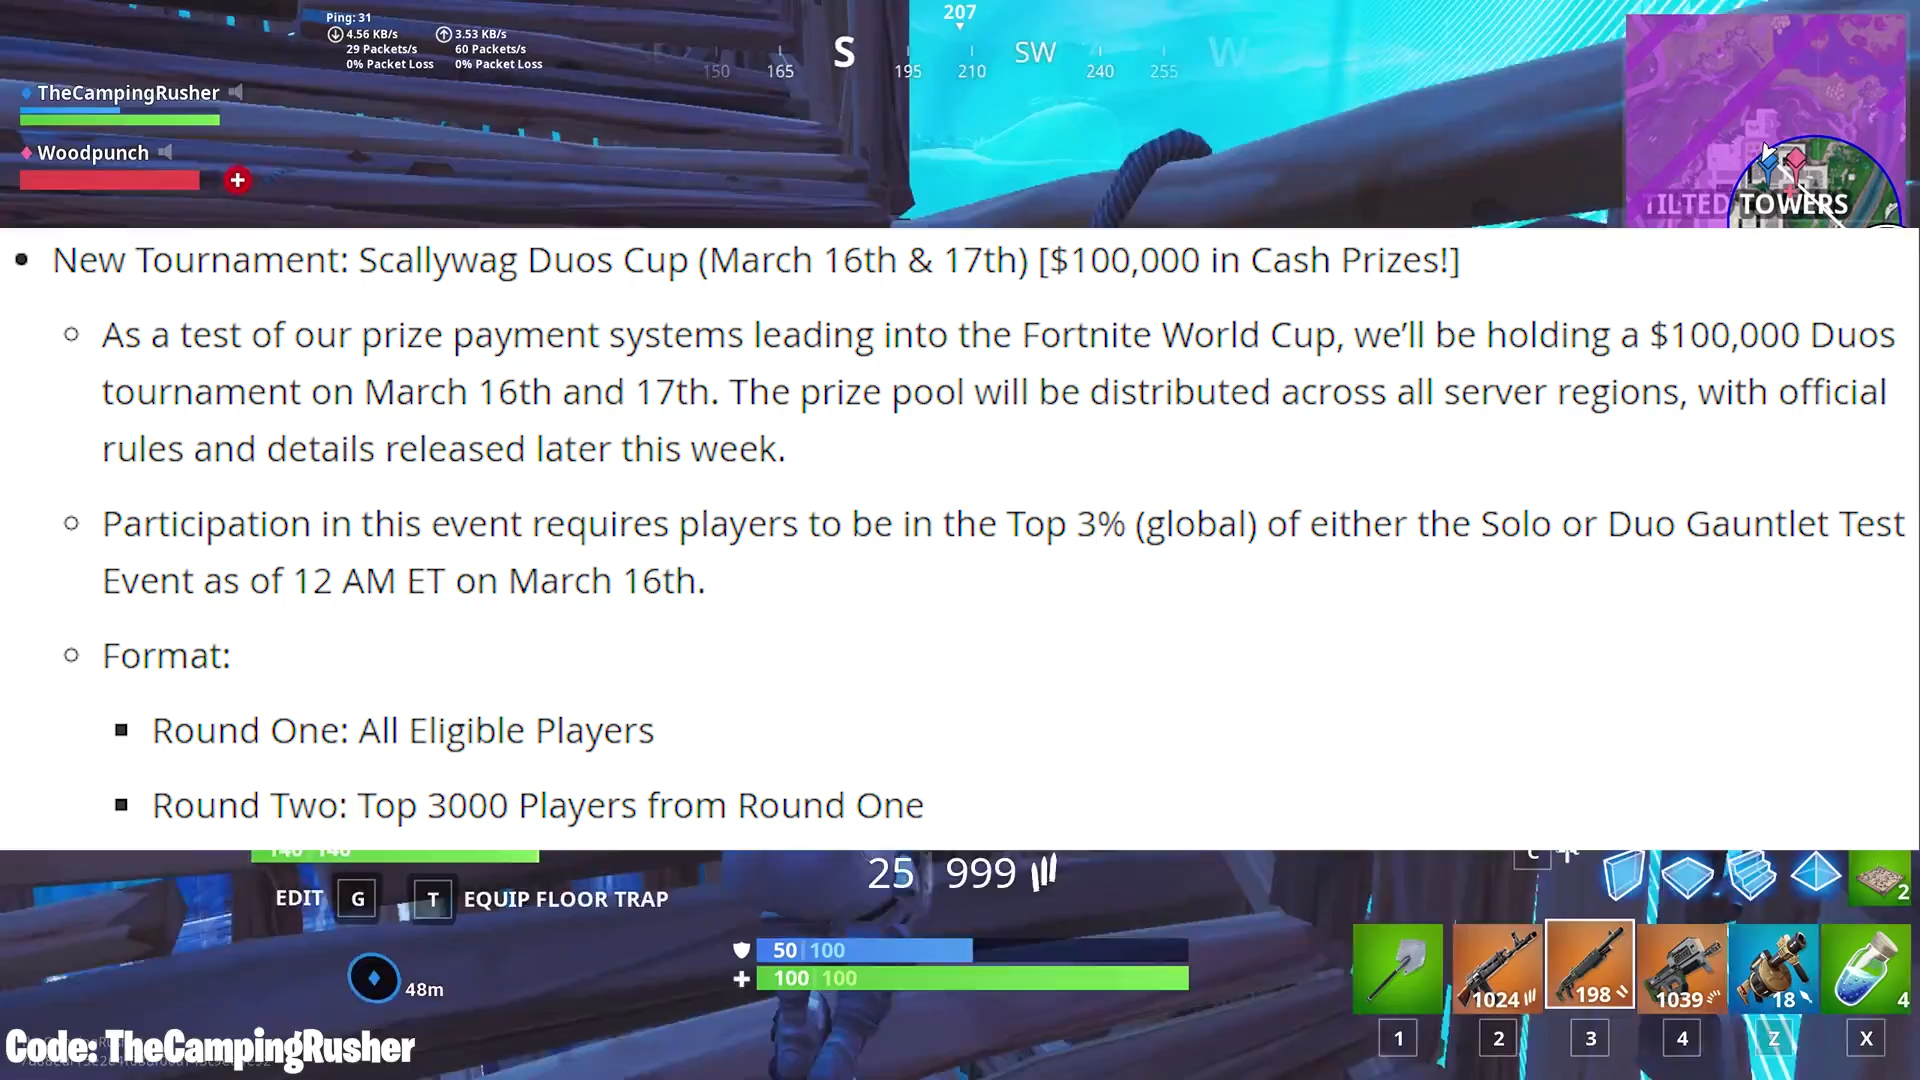 Ping: 31
4.56 KB/s 3.53 KB/s
29 Packets/s 60 Packets/s
0% Packet Loss 0% Packet Loss
207
S SW W
150 165 195 210 240 255
TheCampingRusher
Woodpunch
TILTED TOWERS
• New Tournament: Scallywag Duos Cup (March 16th & 17th) [$100,000 in Cash Prizes!]
○ As a test of our prize payment systems leading into the Fortnite World Cup, we’ll be holding a $100,000 Duos
tournament on March 16th and 17th. The prize pool will be distributed across all server regions, with official
rules and details released later this week.
○ Participation in this event requires players to be in the Top 3% (global) of either the Solo or Duo Gauntlet Test
Event as of 12 AM ET on March 16th.
○ Format:
■ Round One: All Eligible Players
■ Round Two: Top 3000 Players from Round One
25 999
EDIT G T EQUIP FLOOR TRAP
2
50 100
100 100
48m
1024 198 1039 18 4
1 2 3 4 Z X
Code: TheCampingRusher